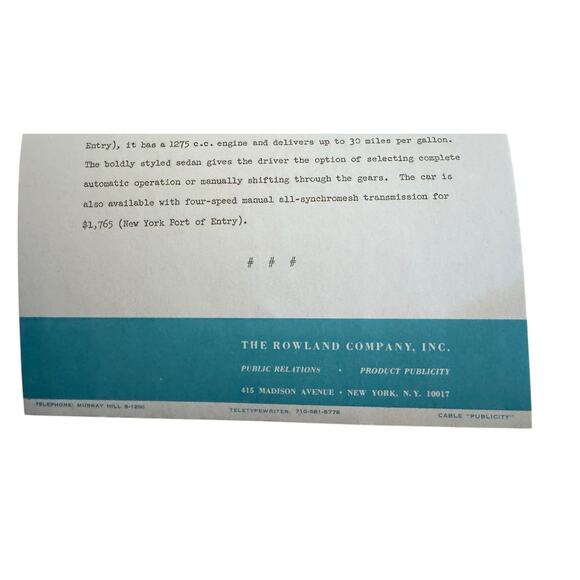 Entry), it has a 1275 c.c. engine and delivers up to 30 miles per gallon.
The boldly styled sedan gives the driver the option of selecting complete
automatic operation or manually shifting through the gears. The car is
also available with four-speed manual all-synchromesh transmission for
$1,765 (New York Port of Entry).
# # #
THE ROWLAND COMPANY, INC.
PUBLIC RELATIONS · PRODUCT PUBLICITY
415 MADISON AVENUE · NEW YORK, N.Y. 10017
TELEPHONE: MURRAY HILL 8-1200 TELETYPEWRITER: 710-581-6778 CABLE "PUBLICITY"